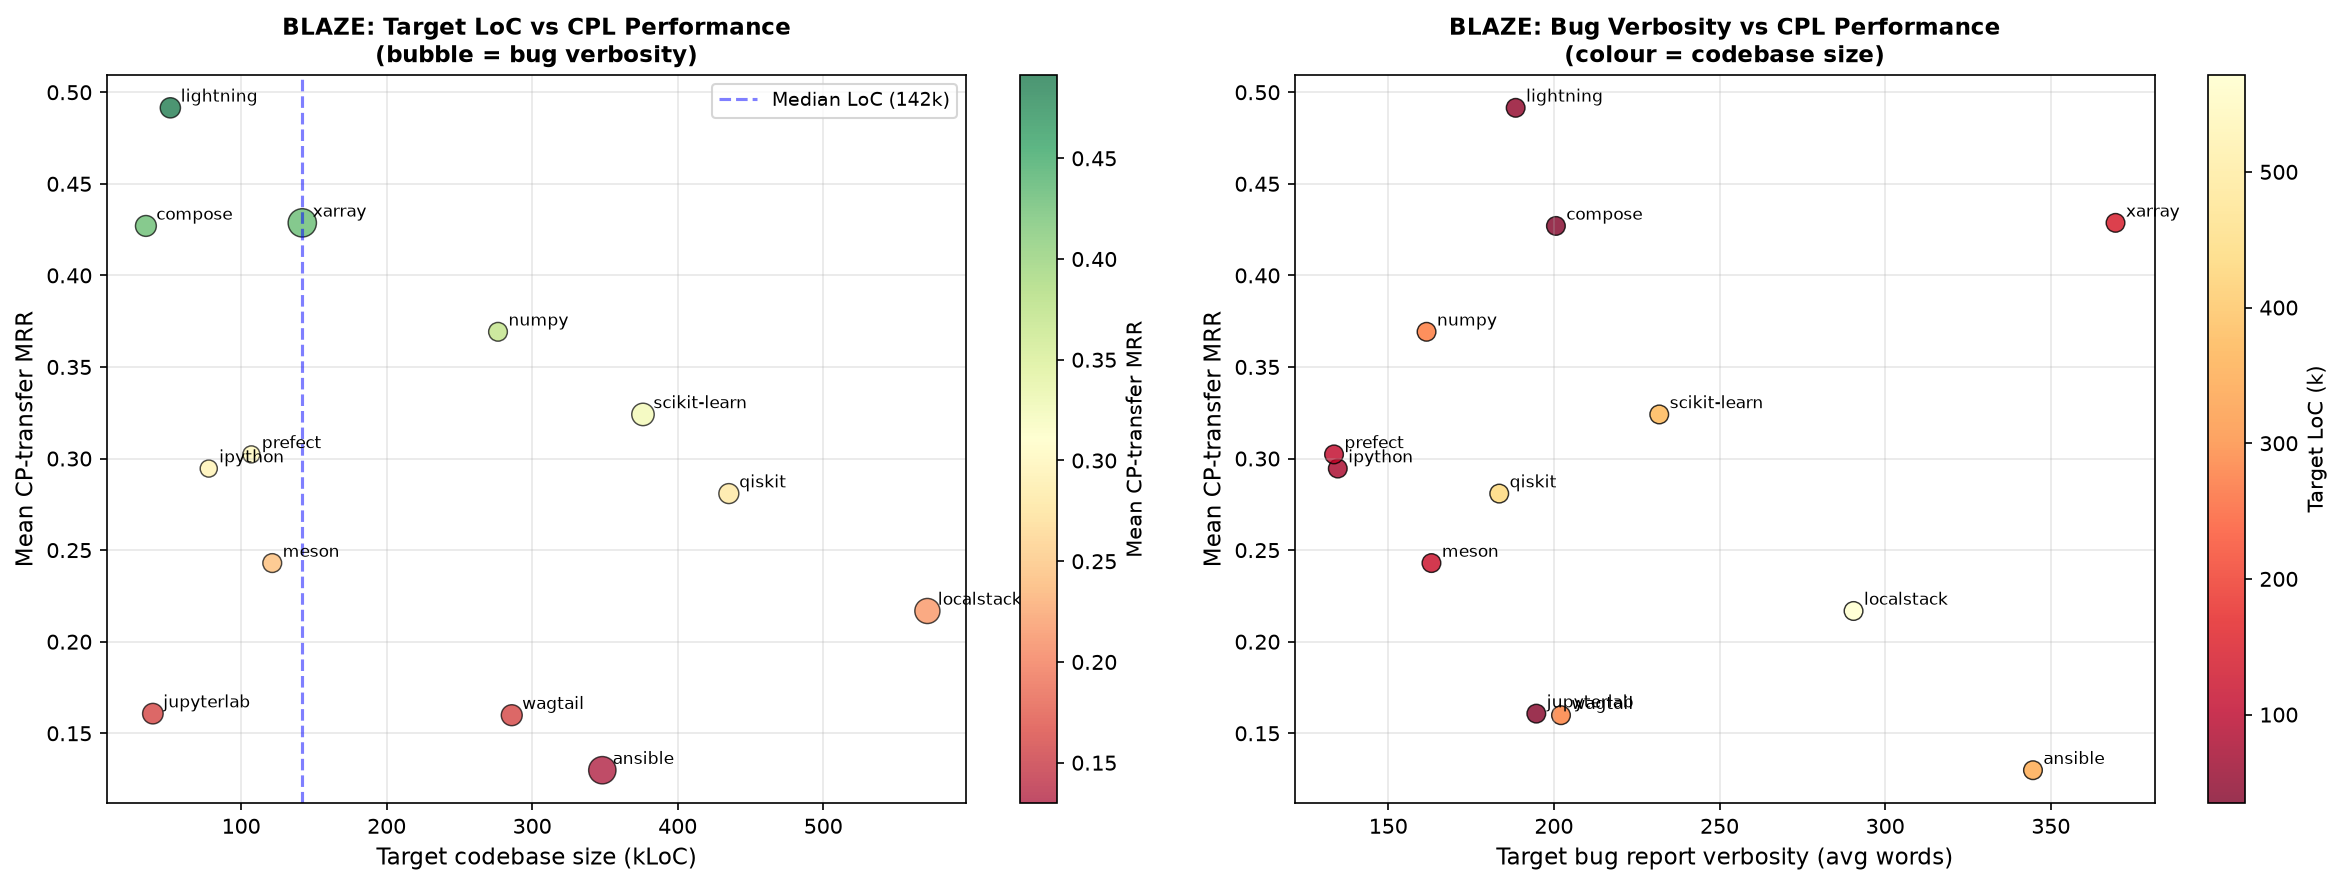 BLAZE: Target LoC vs CPL Performance
(bubble = bug verbosity)
Median LoC (142k)
Mean CP-transfer MRR
0.50
0.45
0.40
0.35
0.30
0.25
0.20
0.15
lightning
compose
xarray
numpy
scikit-learn
prefect
ipython
qiskit
meson
localstack
jupyterlab
wagtail
ansible
100
200
300
400
500
Target codebase size (kLoC)
0.45
0.40
0.35
0.30
0.25
0.20
0.15
Mean CP-transfer MRR
BLAZE: Bug Verbosity vs CPL Performance
(colour = codebase size)
Mean CP-transfer MRR
0.50
0.45
0.40
0.35
0.30
0.25
0.20
0.15
lightning
compose
xarray
numpy
scikit-learn
prefect
ipython
qiskit
meson
localstack
jupyterlab
wagtail
ansible
150
200
250
300
350
Target bug report verbosity (avg words)
500
400
300
200
100
Target LoC (k)